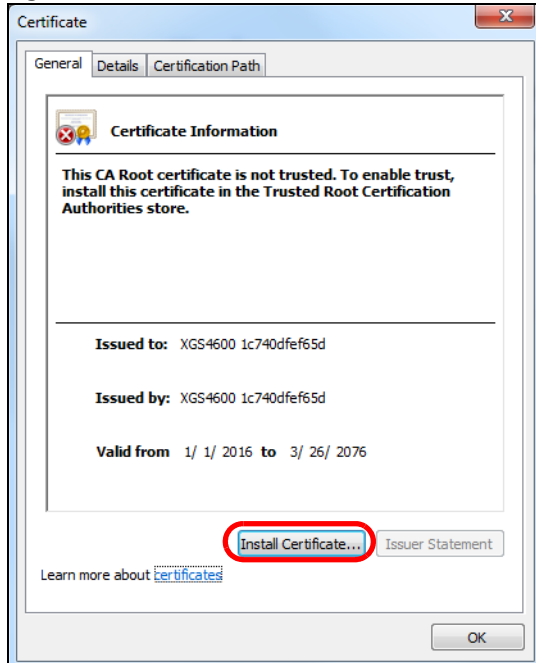 Certificate
General Details Certification Path
Certificate Information
This CA Root certificate is not trusted. To enable trust,
install this certificate in the Trusted Root Certification
Authorities store.
Issued to: XGS4600 1c740dfef65d
Issued by: XGS4600 1c740dfef65d
Valid from 1/ 1/ 2016 to 3/ 26/ 2076
Install Certificate... Issuer Statement
Learn more about certificates
OK